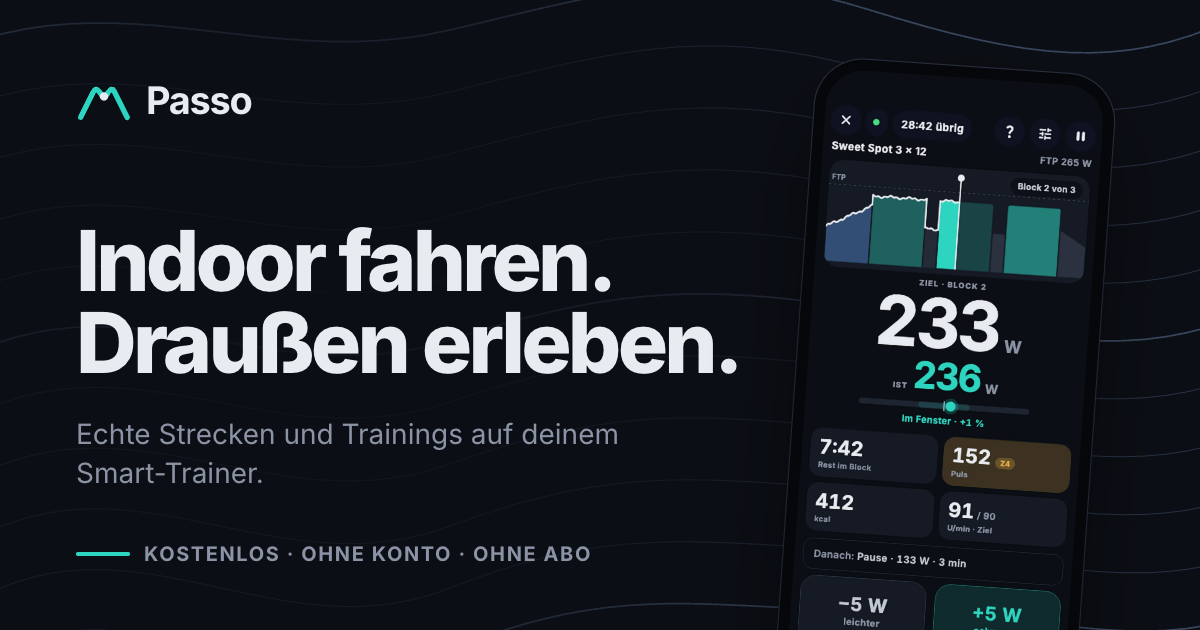 Passo
Indoor fahren.
Draußen erleben.
Echte Strecken und Trainings auf deinem
Smart-Trainer.
KOSTENLOS · OHNE KONTO · OHNE ABO
28:42 übrig
?
Sweet Spot 3 × 12
FTP 265 W
FTP
Block 2 von 3
ZIEL · BLOCK 2
233 W
IST 236 W
Im Fenster · +1 %
7:42
Rest im Block
152 Z4
Puls
412
kcal
91 / 90
U/min · Ziel
Danach: Pause · 133 W · 3 min
−5 W
leichter
+5 W